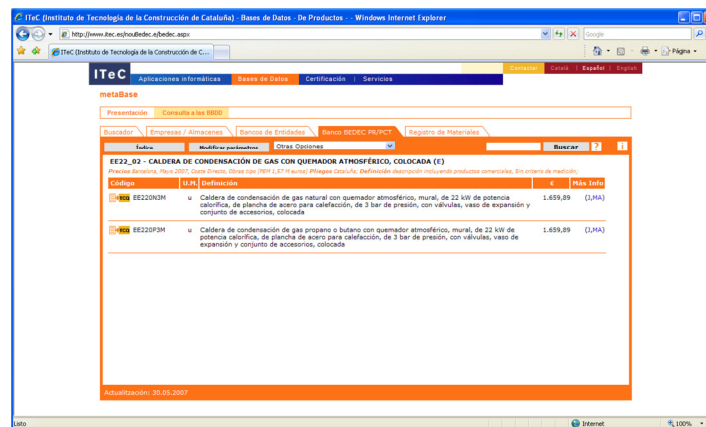 ITeC (Instituto de Tecnología de la Construcción de Cataluña) - Bases de Datos - De Productos - - Windows Internet Explorer
Google
ITeC (Instituto de Tecnología de la Construcción de C...
Página
Contactar Català | Español | English
ITeC
Aplicaciones informáticas Bases de Datos Certificación | Servicios
metaBase
Presentación Consulta a las BBDD
Buscador Empresas / Almacenes Bancos de Entidades Banco BEDEC PR/PCT Registro de Materiales
Índice Modificar parámetros Otras Opciones Buscar ? i
EE22_02 - CALDERA DE CONDENSACIÓN DE GAS CON QUEMADOR ATMOSFÉRICO, COLOCADA (E)
Precios Barcelona, Mayo 2007, Coste Directo, Obras tipo (PEM 1,57 M.euros) Pliegos Cataluña, Definición descripción incluyendo productos comerciales, Sin criterio de medición,
Código U.M. Definición € Más Info
TCQ EE220N3M u Caldera de condensación de gas natural con quemador atmosférico, mural, de 22 kW de potencia 1.659,89 (J,MA)
calorífica, de plancha de acero para calefacción, de 3 bar de presión, con válvulas, vaso de expansión y
conjunto de accesorios, colocada
TCQ EE220P3M u Caldera de condensación de gas propano o butano con quemador atmosférico, mural, de 22 kW de 1.659,89 (J,MA)
potencia calorífica, de plancha de acero para calefacción, de 3 bar de presión, con válvulas, vaso de
expansión y conjunto de accesorios, colocada
Actualització: 30.05.2007
Listo Internet 100%